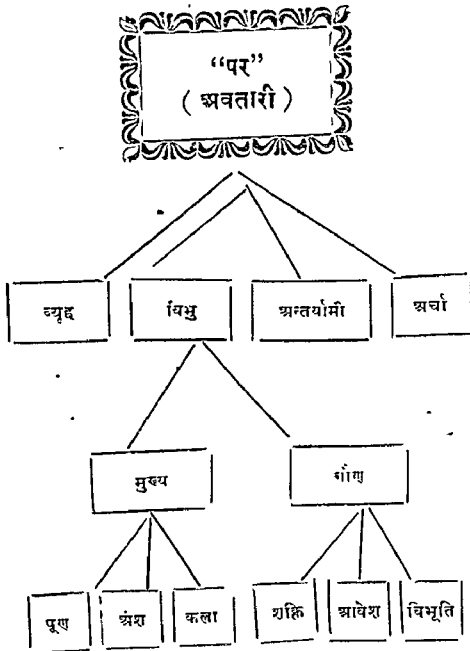 “पर”
( अवतारी )
व्यूह विभु अन्तर्यामी अर्चा
मुख्य गौण
पूण अंश कला शक्ति आवेश विभूति